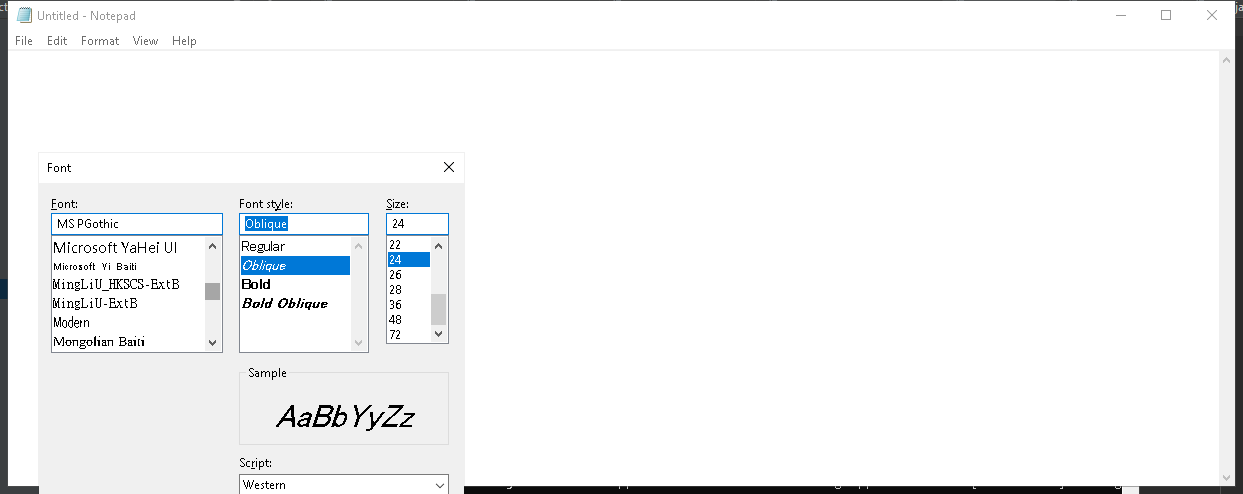 Untitled - Notepad
File Edit Format View Help
Font
Font: Font style: Size:
MS PGothic Oblique 24
Microsoft YaHei UI Regular 22
Microsoft Yi Baiti Oblique 24
MingLiU_HKSCS-ExtB Bold 26
MingLiU-ExtB Bold Oblique 28
Modern 36
Mongolian Baiti 48
72
Sample
AaBbYyZz
Script:
Western